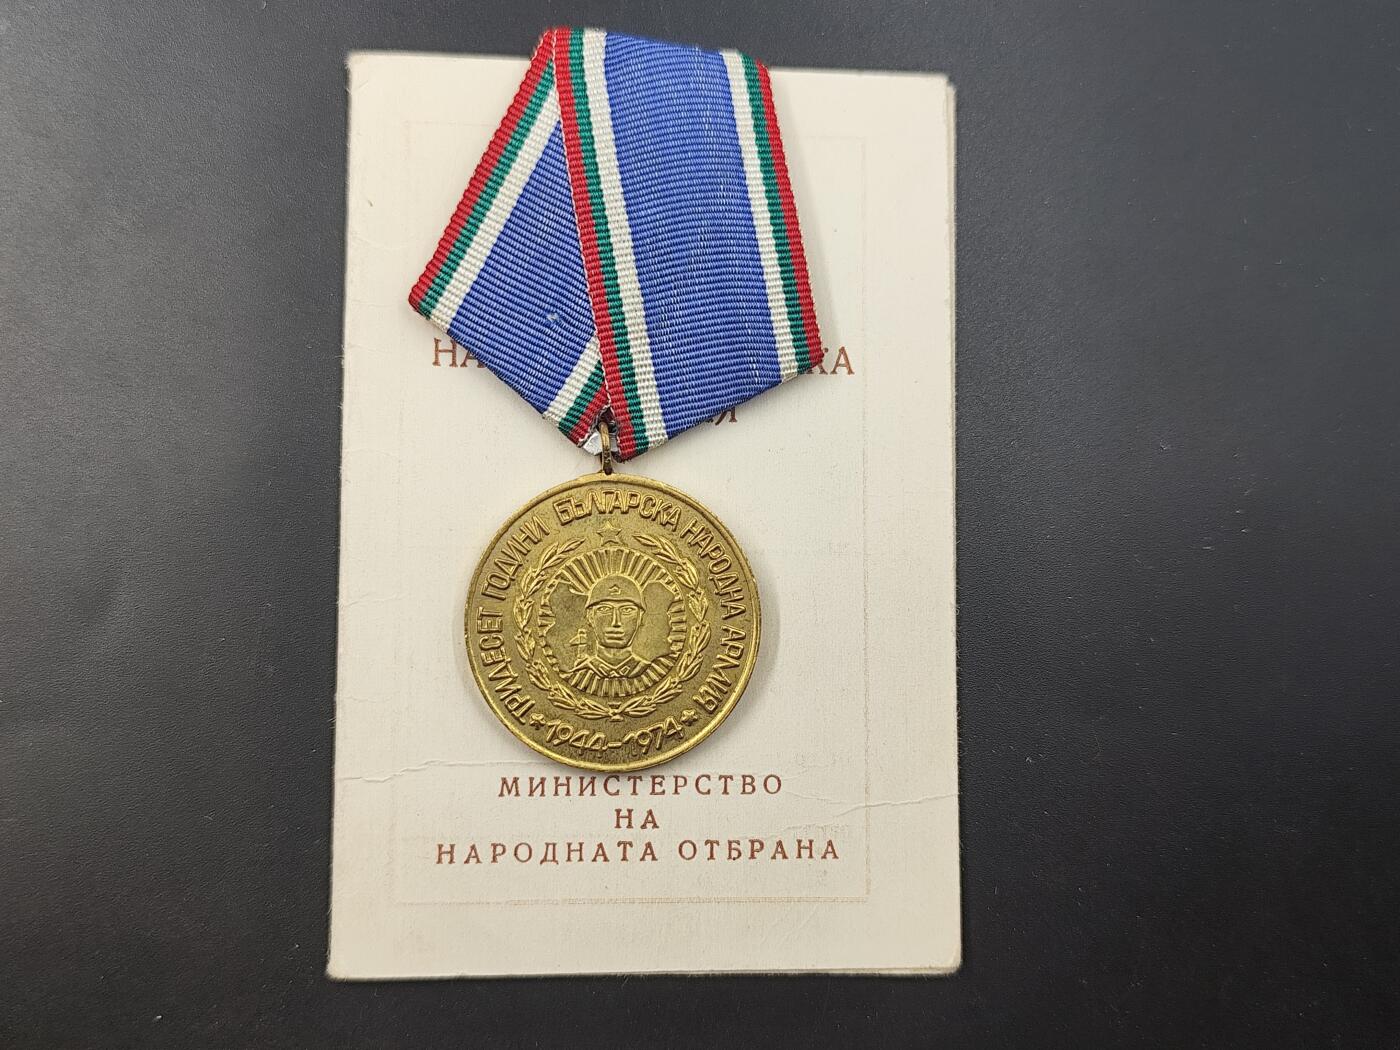 ТРИДЕСЕТ ГОДИНИ БЪЛГАРСКА НАРОДНА АРМИЯ
1944-1974
МИНИСТЕРСТВО
НА
НАРОДНАТА ОТБРАНА